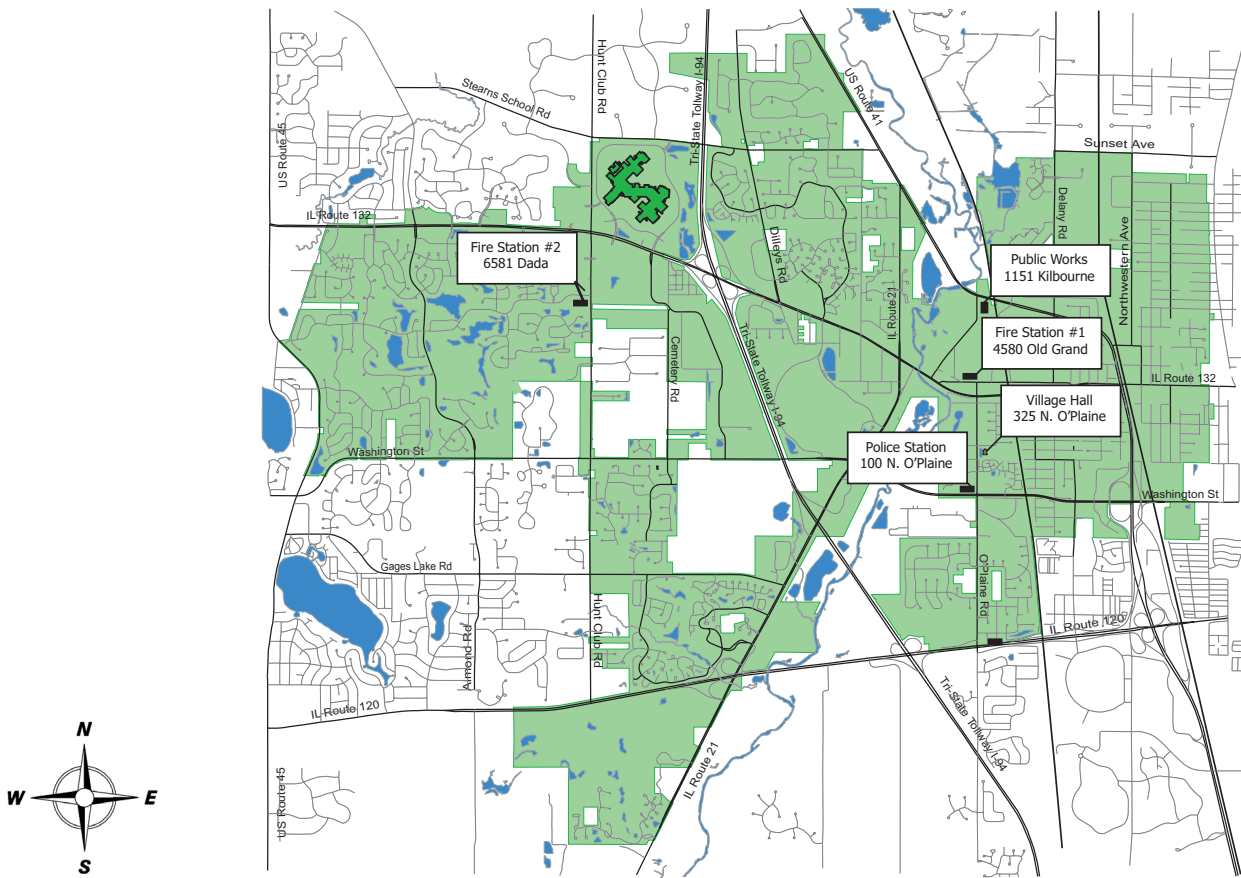 Hunt Club Rd
Tri-State Tollway I-94
US Route 41
Stearns School Rd
US Route 45
Sunset Ave
IL Route 132
Delany Rd
Northwestern Ave
Dilleys Rd
IL Route 21
Fire Station #2
6581 Dada
Public Works
1151 Kilbourne
Fire Station #1
4580 Old Grand
Tri-State Tollway I-94
Cemetery Rd
IL Route 132
Village Hall
325 N. O'Plaine
Police Station
100 N. O'Plaine
Washington St
Washington St
Gages Lake Rd
O'Plaine Rd
Hunt Club Rd
Almond Rd
IL Route 120
IL Route 120
Tri-State Tollway I-94
IL Route 21
US Route 45
N
W
E
S